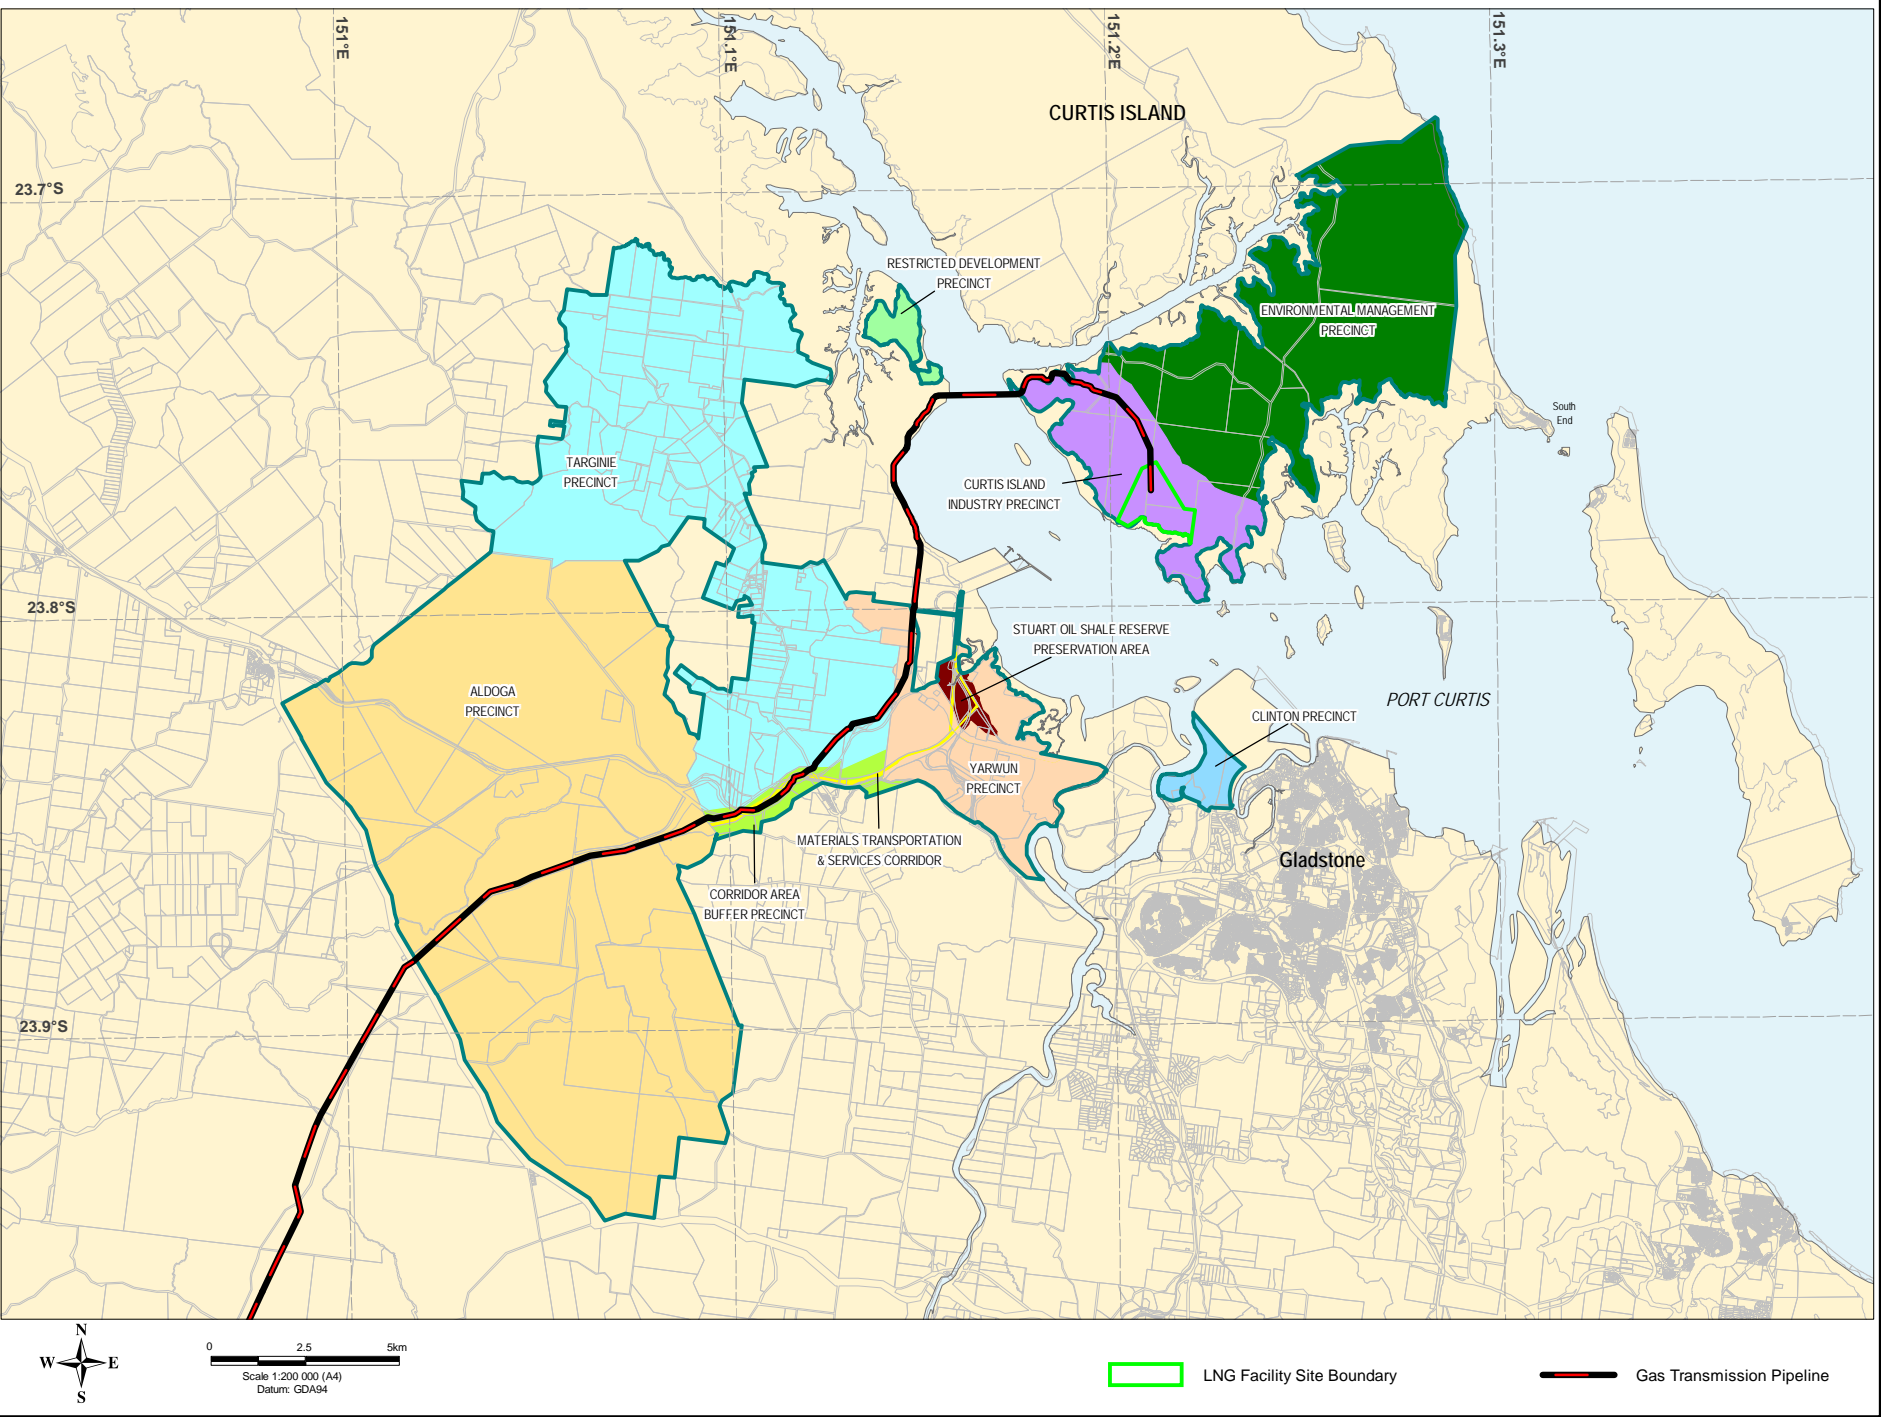 151°E
151.1°E
151.2°E
151.3°E
CURTIS ISLAND
23.7°S
RESTRICTED DEVELOPMENT
PRECINCT
ENVIRONMENTAL MANAGEMENT
PRECINCT
South
End
TARGINIE
PRECINCT
CURTIS ISLAND
INDUSTRY PRECINCT
23.8°S
STUART OIL SHALE RESERVE
PRESERVATION AREA
ALDOGA
PRECINCT
PORT CURTIS
CLINTON PRECINCT
YARWUN
PRECINCT
MATERIALS TRANSPORTATION
& SERVICES CORRIDOR
Gladstone
CORRIDOR AREA
BUFFER PRECINCT
23.9°S
N
W E
S
0 2.5 5km
Scale 1:200 000 (A4)
Datum: GDA94
LNG Facility Site Boundary
Gas Transmission Pipeline